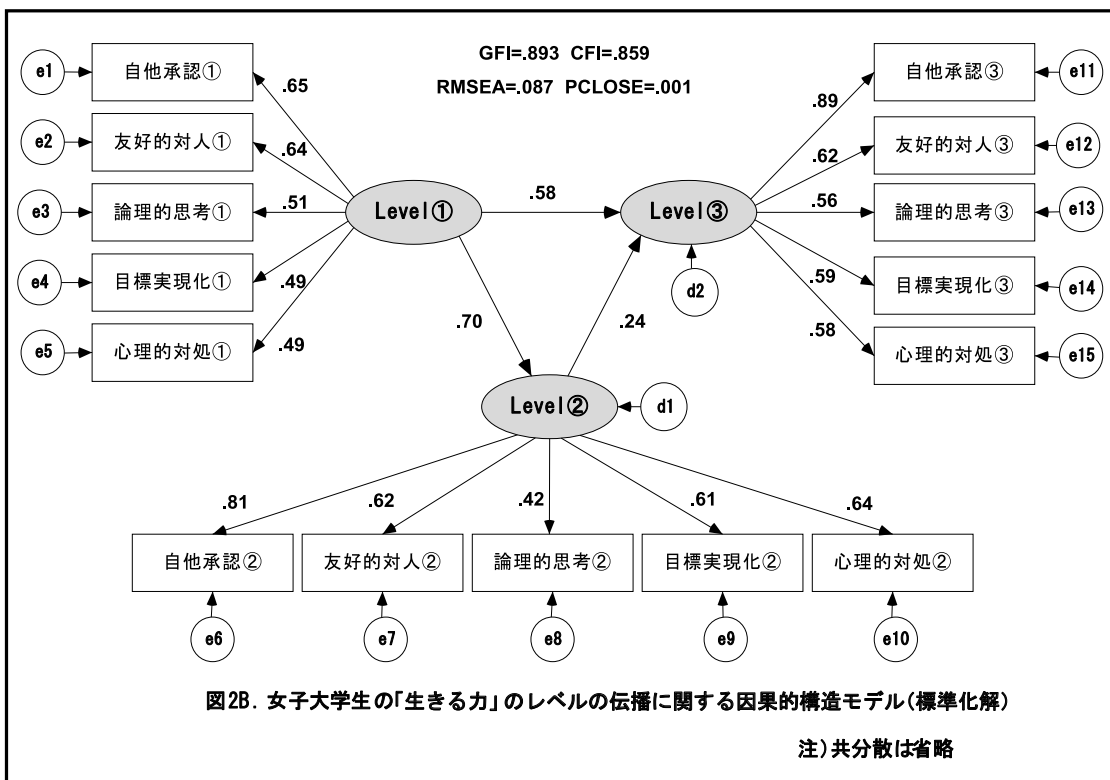 GFI=.893 CFI=.859
RMSEA=.087 PCLOSE=.001
e1
自他承認①
.65
e2
友好的対人①
.64
e3
論理的思考①
.51
e4
目標実現化①
.49
e5
心理的対処①
.49
Level①
.58
Level③
d2
.70
.24
Level②
d1
.89
自他承認③
e11
.62
友好的対人③
e12
.56
論理的思考③
e13
.59
目標実現化③
e14
.58
心理的対処③
e15
.81
.62
.42
.61
.64
自他承認②
友好的対人②
論理的思考②
目標実現化②
心理的対処②
e6
e7
e8
e9
e10
図2B. 女子大学生の「生きる力」のレベルの伝播に関する因果的構造モデル(標準化解)
注)共分散は省略